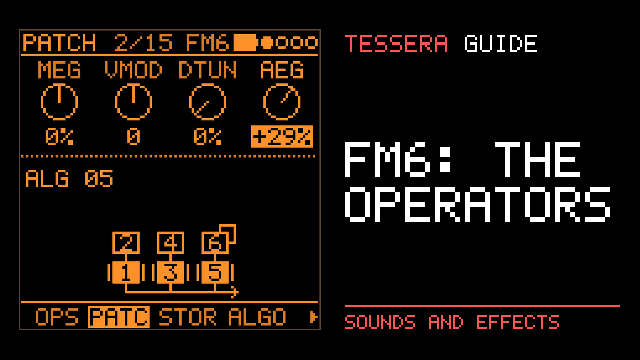 PATCH 2/15 FM6
MEG VMOD DTUN AEG
0% 0 0% +29%
ALG 05
2 4 6
1 3 5
OPS PATC STOR ALGO
TESSERA GUIDE
FM6: THE
OPERATORS
SOUNDS AND EFFECTS